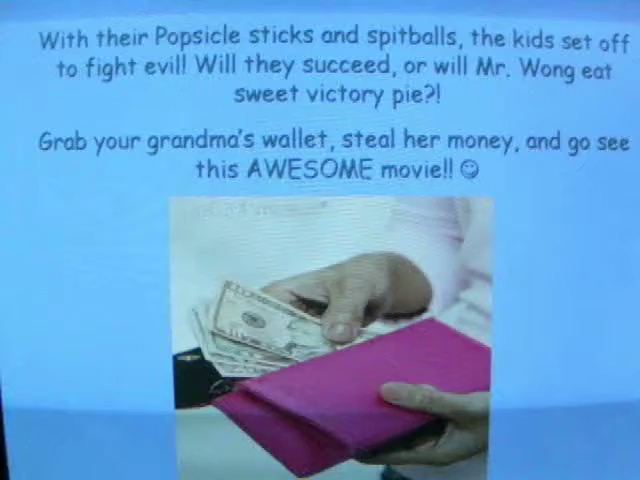 With their Popsicle sticks and spitballs, the kids set off
to fight evil! Will they succeed, or will Mr. Wong eat
sweet victory pie?!
Grab your grandma's wallet, steal her money, and go see
this AWESOME movie!! ☺